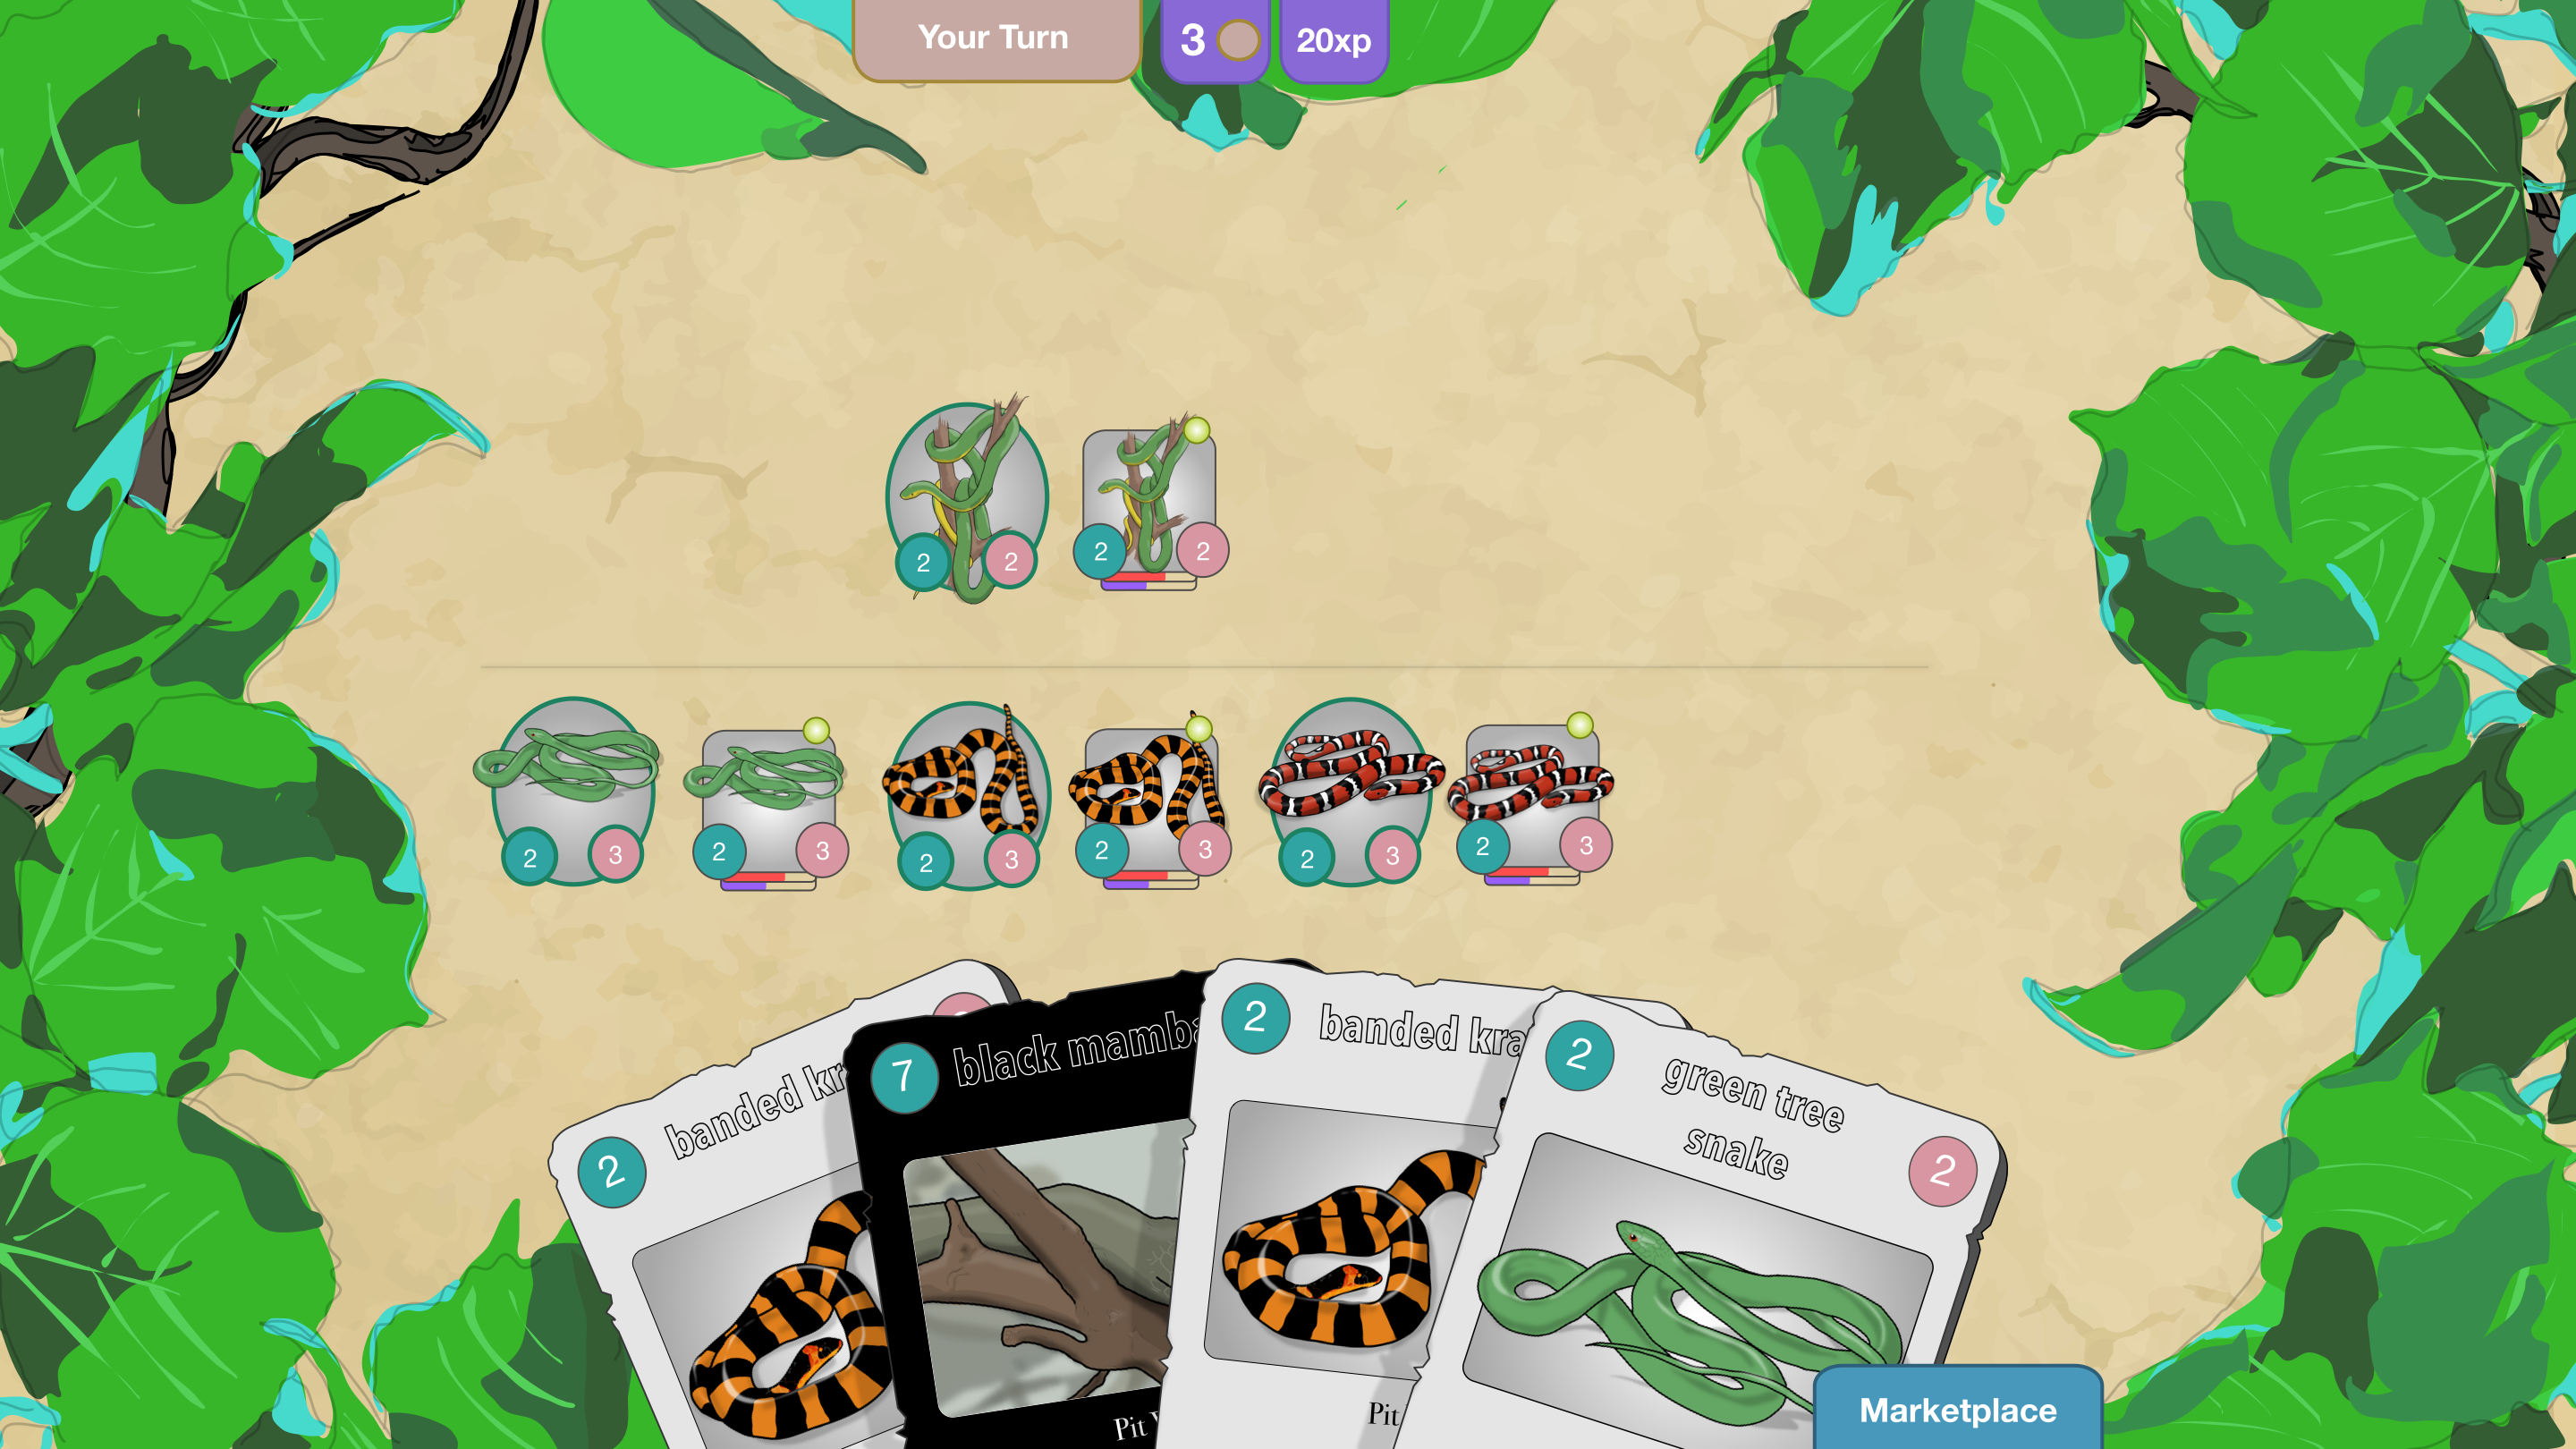 Your Turn
3
20xp
2 2
2 2
2 3
2 3
2 3
2 3
2 3
2 3
2 banded kr
7 black mamba
2 banded kra
2 green tree
snake
2
Pit
Pit
Marketplace